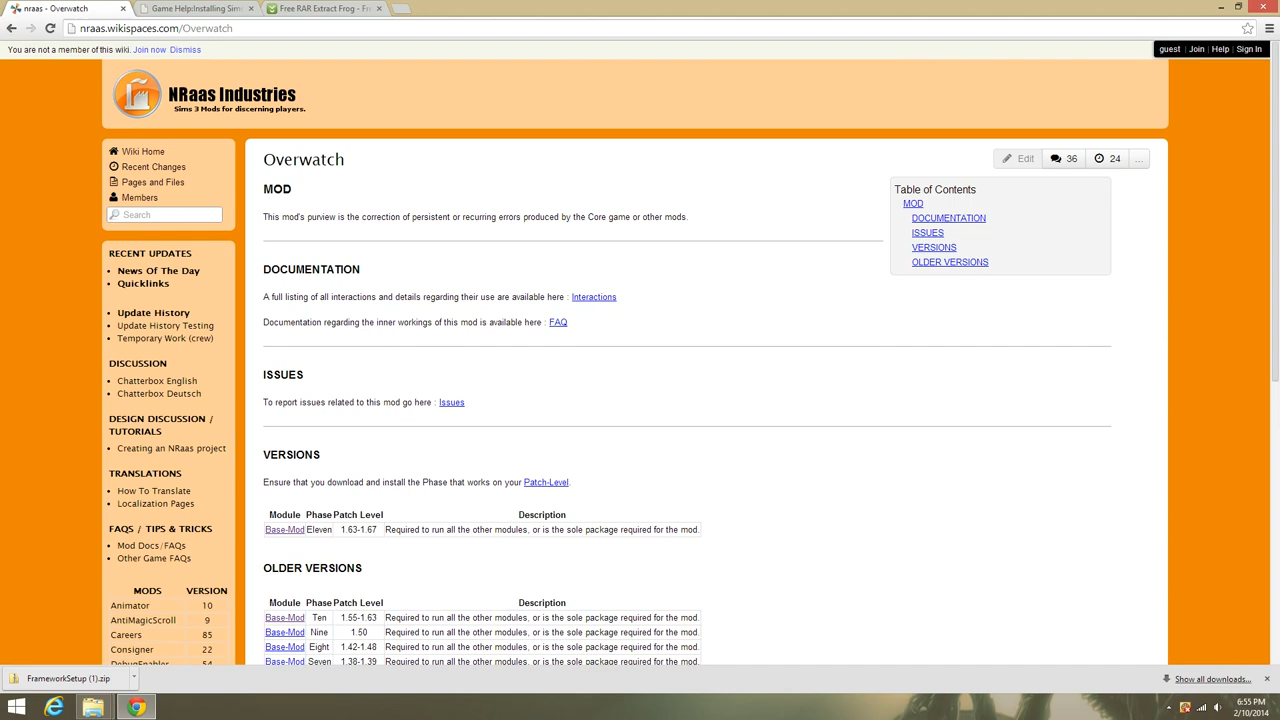 nraas - Overwatch
Game Help:Installing Sim
Free RAR Extract Frog - Fr
nraas.wikispaces.com/Overwatch
You are not a member of this wiki. Join now Dismiss
guest | Join | Help | Sign In
NRaas Industries
Sims 3 Mods for discerning players.
Wiki Home
Recent Changes
Pages and Files
Members
Search
RECENT UPDATES
• News Of The Day
• Quicklinks
• Update History
• Update History Testing
• Temporary Work (crew)
DISCUSSION
• Chatterbox English
• Chatterbox Deutsch
DESIGN DISCUSSION /
TUTORIALS
• Creating an NRaas project
TRANSLATIONS
• How To Translate
• Localization Pages
FAQS / TIPS & TRICKS
• Mod Docs/FAQs
• Other Game FAQs
MODS VERSION
Animator 10
AntiMagicScroll 9
Careers 85
Consigner 22
DebugEnabler 54
Overwatch
Edit 36 24 ...
MOD
This mod's purview is the correction of persistent or recurring errors produced by the Core game or other mods.
Table of Contents
MOD
DOCUMENTATION
ISSUES
VERSIONS
OLDER VERSIONS
DOCUMENTATION
A full listing of all interactions and details regarding their use are available here : Interactions
Documentation regarding the inner workings of this mod is available here : FAQ
ISSUES
To report issues related to this mod go here : Issues
VERSIONS
Ensure that you download and install the Phase that works on your Patch-Level.
Module Phase Patch Level Description
Base-Mod Eleven 1.63-1.67 Required to run all the other modules, or is the sole package required for the mod.
OLDER VERSIONS
Module Phase Patch Level Description
Base-Mod Ten 1.55-1.63 Required to run all the other modules, or is the sole package required for the mod.
Base-Mod Nine 1.50 Required to run all the other modules, or is the sole package required for the mod.
Base-Mod Eight 1.42-1.48 Required to run all the other modules, or is the sole package required for the mod.
Base-Mod Seven 1.38-1.39 Required to run all the other modules, or is the sole package required for the mod.
FrameworkSetup (1).zip
Show all downloads...
6:55 PM
2/10/2014